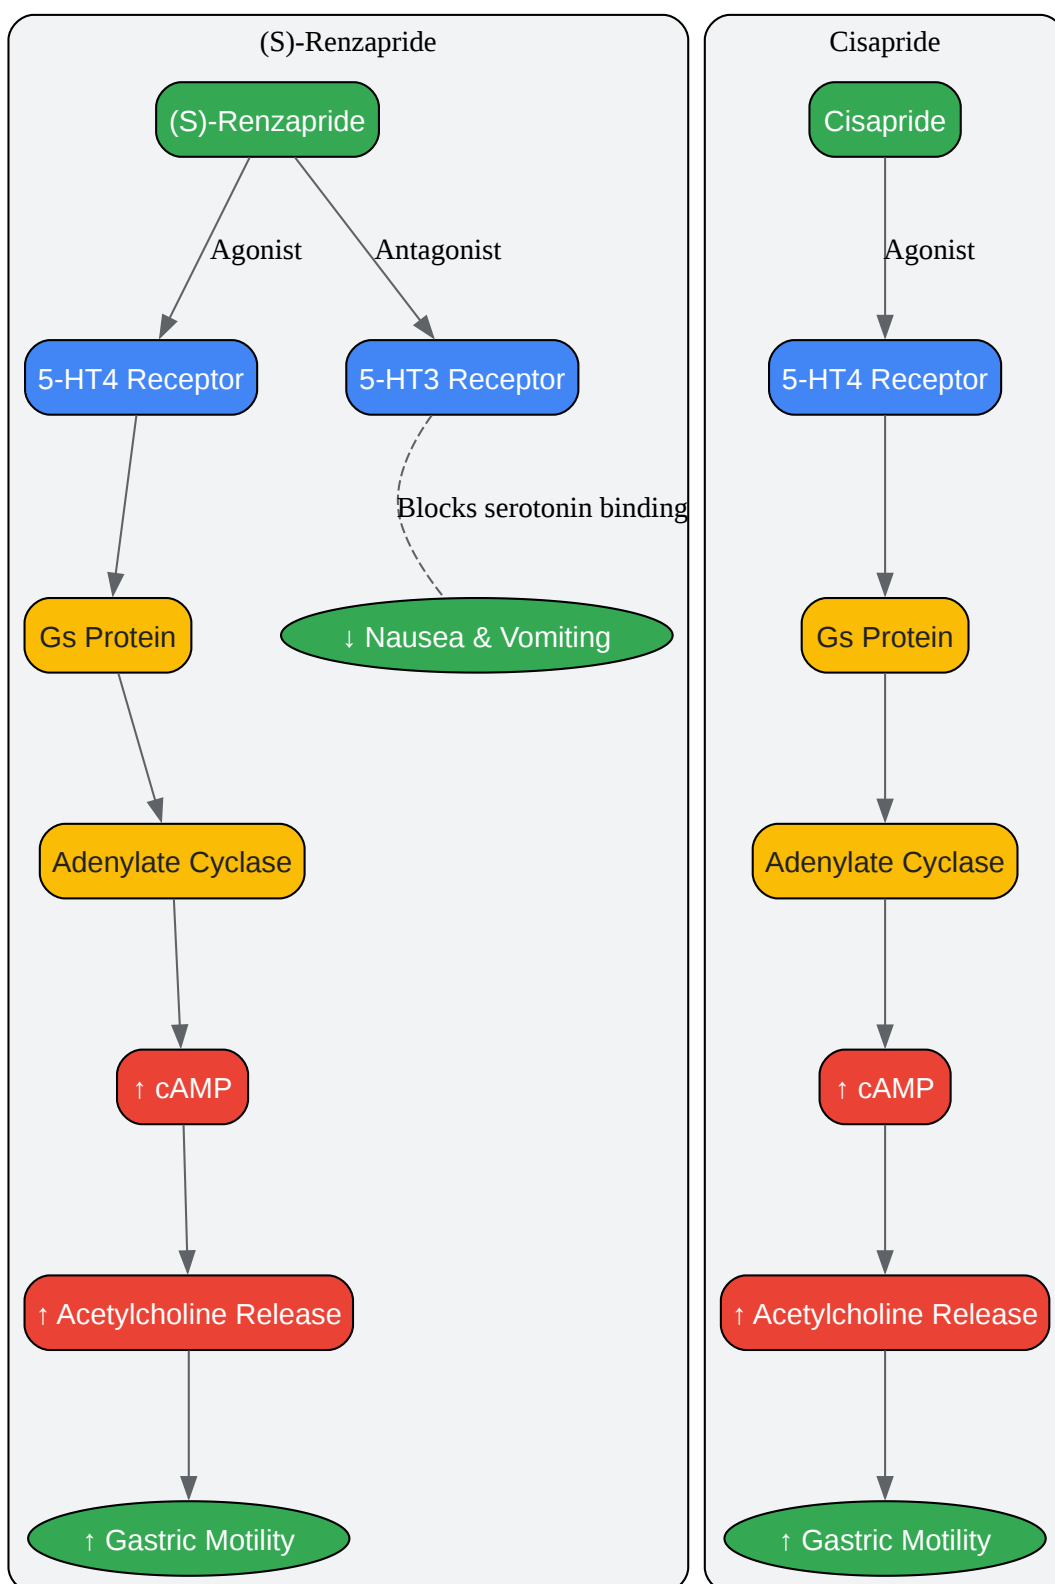 (S)-Renzapride
(S)-Renzapride
Agonist
Antagonist
5-HT4 Receptor
5-HT3 Receptor
Blocks serotonin binding
Gs Protein
↓ Nausea & Vomiting
Adenylate Cyclase
↑ cAMP
↑ Acetylcholine Release
↑ Gastric Motility
Cisapride
Cisapride
Agonist
5-HT4 Receptor
Gs Protein
Adenylate Cyclase
↑ cAMP
↑ Acetylcholine Release
↑ Gastric Motility